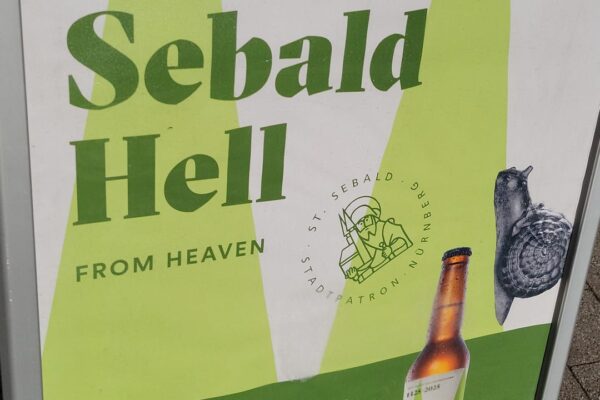 Sebald
Hell
FROM HEAVEN
· ST. SEBALD ·
STADTPATRON · NÜRNBERG